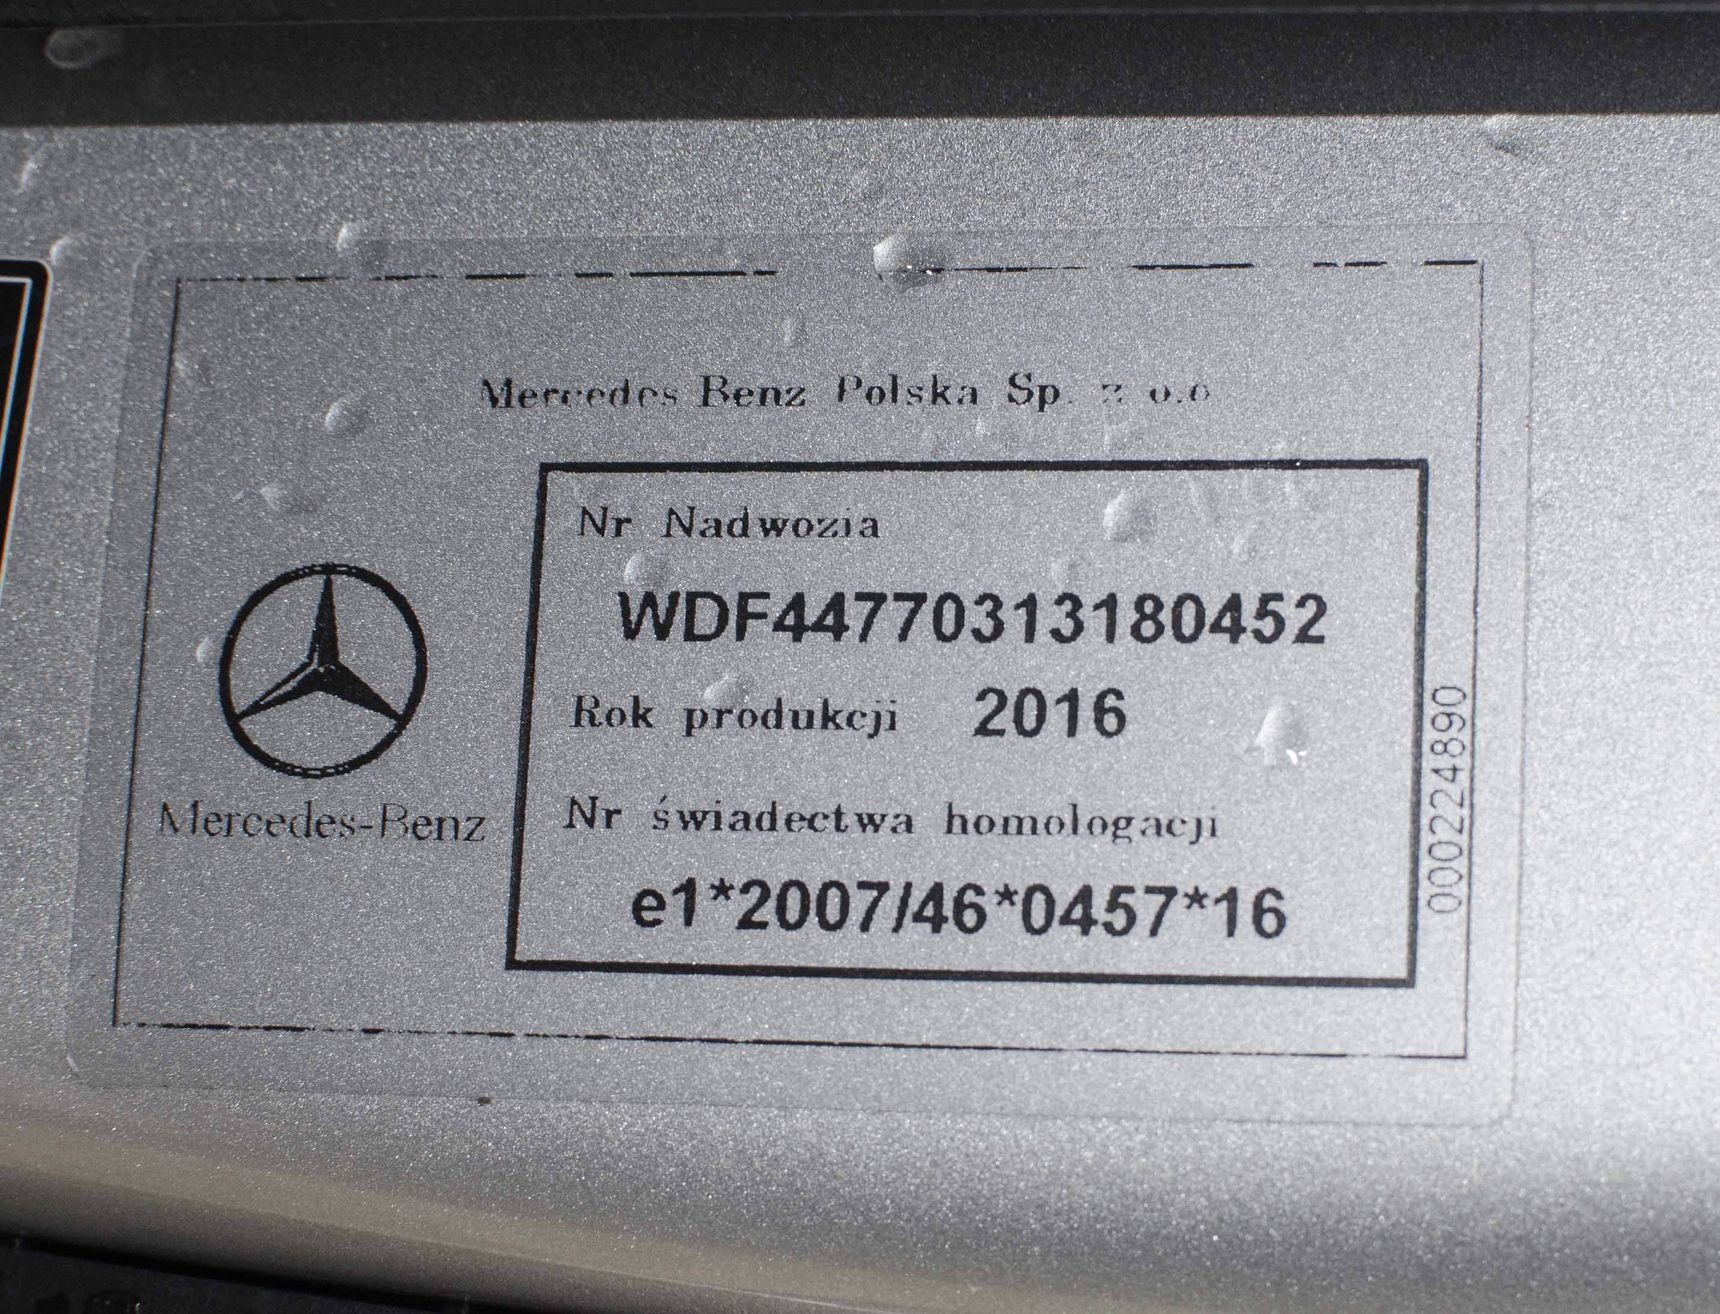 Mercedes Benz Polska Sp. z o.o
Nr Nadwozia
WDF44770313180452
Rok produkcji 2016
Nr świadectwa homologacji
e1*2007/46*0457*16
Mercedes-Benz
000224890